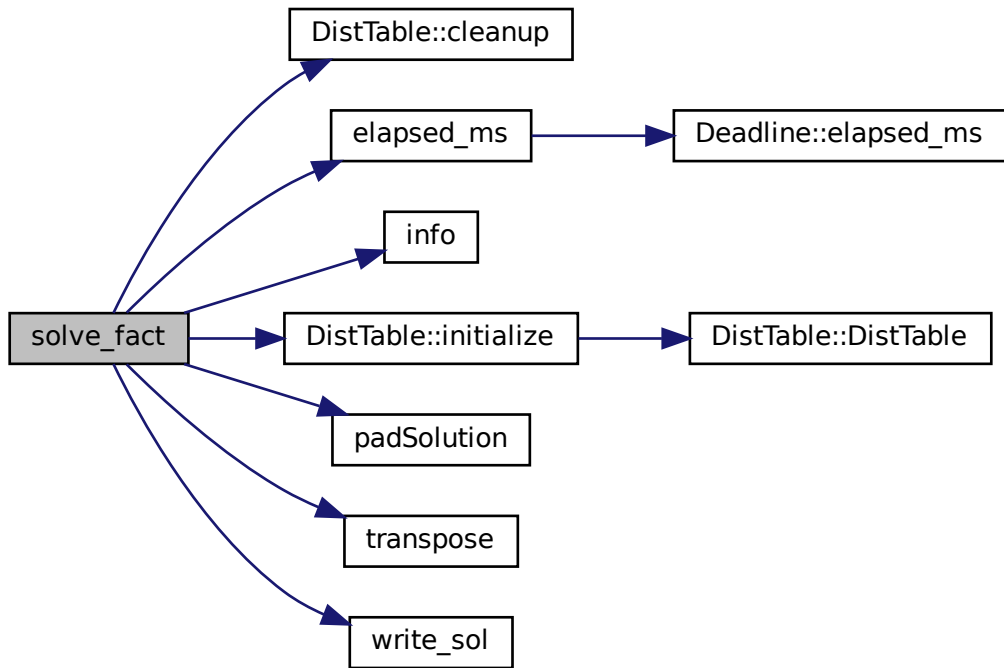 DistTable::cleanup
elapsed_ms
Deadline::elapsed_ms
info
solve_fact
DistTable::initialize
DistTable::DistTable
padSolution
transpose
write_sol